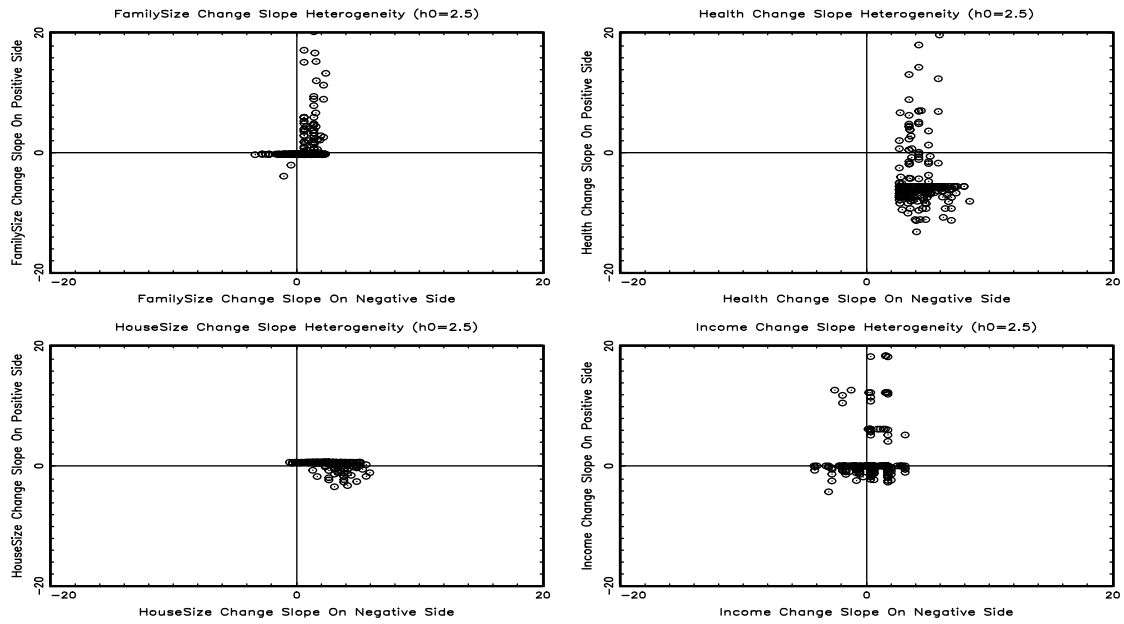 FamilySize Change Slope Heterogeneity (h0=2.5)
FamilySize Change Slope On Positive Side
20
0
-20
-20 0 20
FamilySize Change Slope On Negative Side
Health Change Slope Heterogeneity (h0=2.5)
Health Change Slope On Positive Side
20
0
-20
-20 0 20
Health Change Slope On Negative Side
HouseSize Change Slope Heterogeneity (h0=2.5)
HouseSize Change Slope On Positive Side
20
0
-20
-20 0 20
HouseSize Change Slope On Negative Side
Income Change Slope Heterogeneity (h0=2.5)
Income Change Slope On Positive Side
20
0
-20
-20 0 20
Income Change Slope On Negative Side